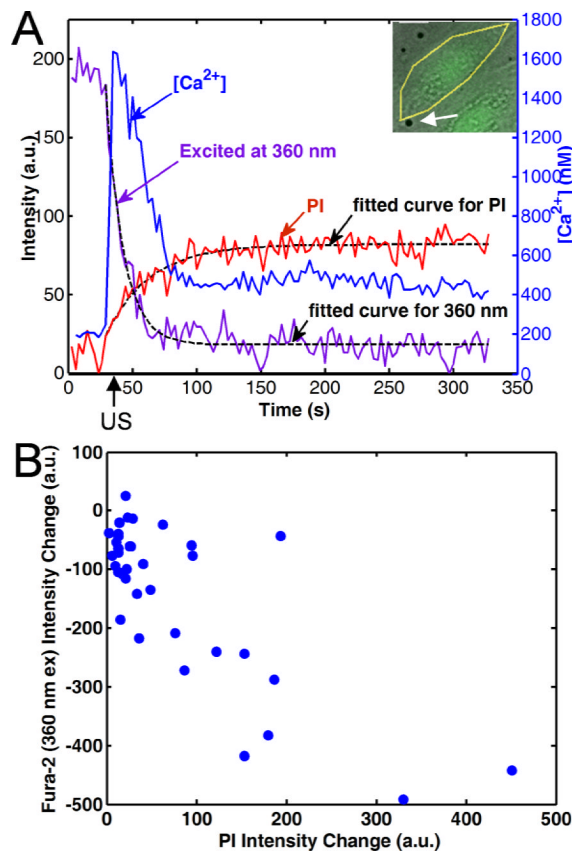 A
Intensity (a.u.)
200
150
100
50
0
[Ca2+]
Excited at 360 nm
PI
fitted curve for PI
fitted curve for 360 nm
[Ca2+] (nM)
1800
1600
1400
1200
1000
800
600
400
200
0
0 50 100 150 200 250 300 350
Time (s)
US
B
Fura-2 (360 nm ex) Intensity Change (a.u.)
100
0
-100
-200
-300
-400
-500
0 100 200 300 400 500
PI Intensity Change (a.u.)